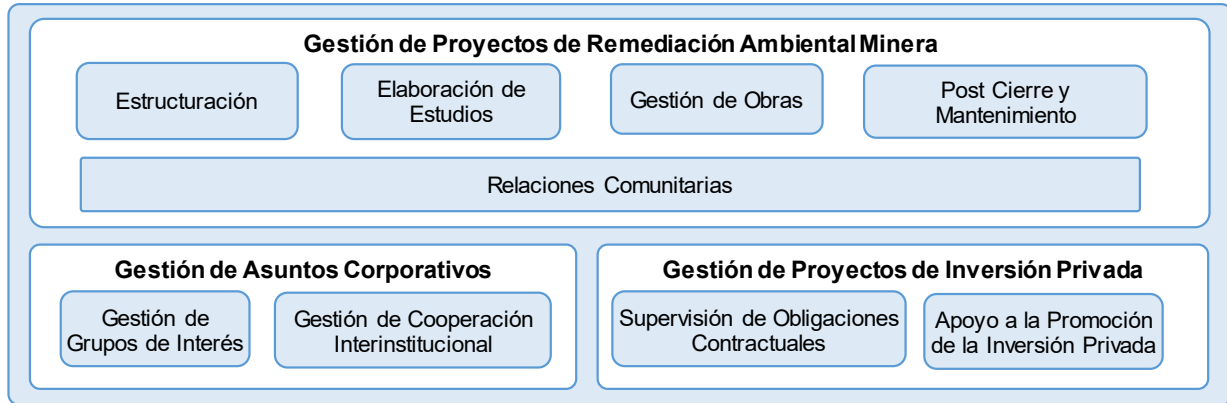 Gestión de Proyectos de Remediación Ambiental Minera
Estructuración
Elaboración de
Estudios
Gestión de Obras
Post Cierre y
Mantenimiento
Relaciones Comunitarias
Gestión de Asuntos Corporativos
Gestión de
Grupos de Interés
Gestión de Cooperación
Interinstitucional
Gestión de Proyectos de Inversión Privada
Supervisión de Obligaciones
Contractuales
Apoyo a la Promoción
de la Inversión Privada